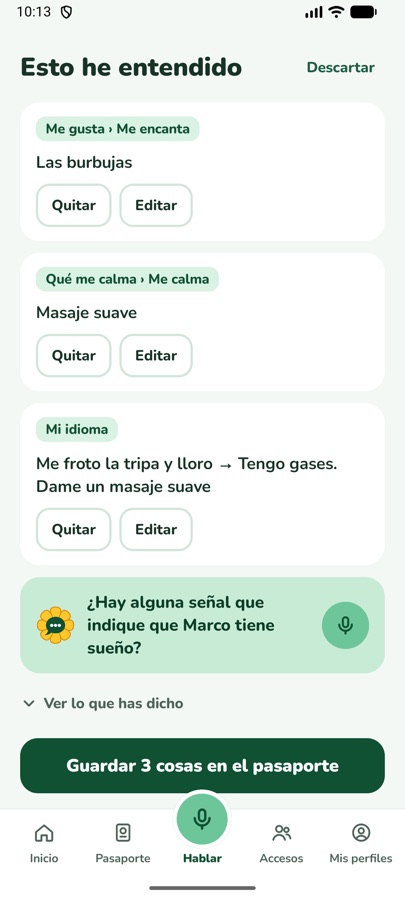 10:13
Esto he entendido
Descartar
Me gusta › Me encanta
Las burbujas
Quitar
Editar
Qué me calma › Me calma
Masaje suave
Quitar
Editar
Mi idioma
Me froto la tripa y lloro → Tengo gases.
Dame un masaje suave
Quitar
Editar
¿Hay alguna señal que
indique que Marco tiene
sueño?
Ver lo que has dicho
Guardar 3 cosas en el pasaporte
Inicio
Pasaporte
Hablar
Accesos
Mis perfiles